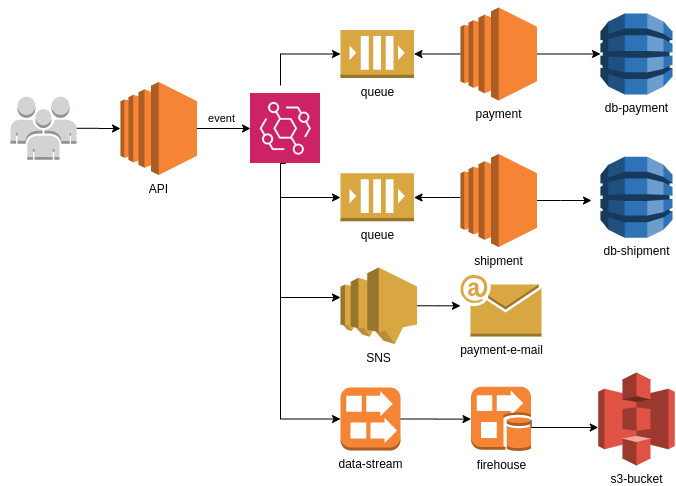 queue
payment
db-payment
event
API
queue
shipment
db-shipment
@
SNS
payment-e-mail
data-stream
firehouse
s3-bucket